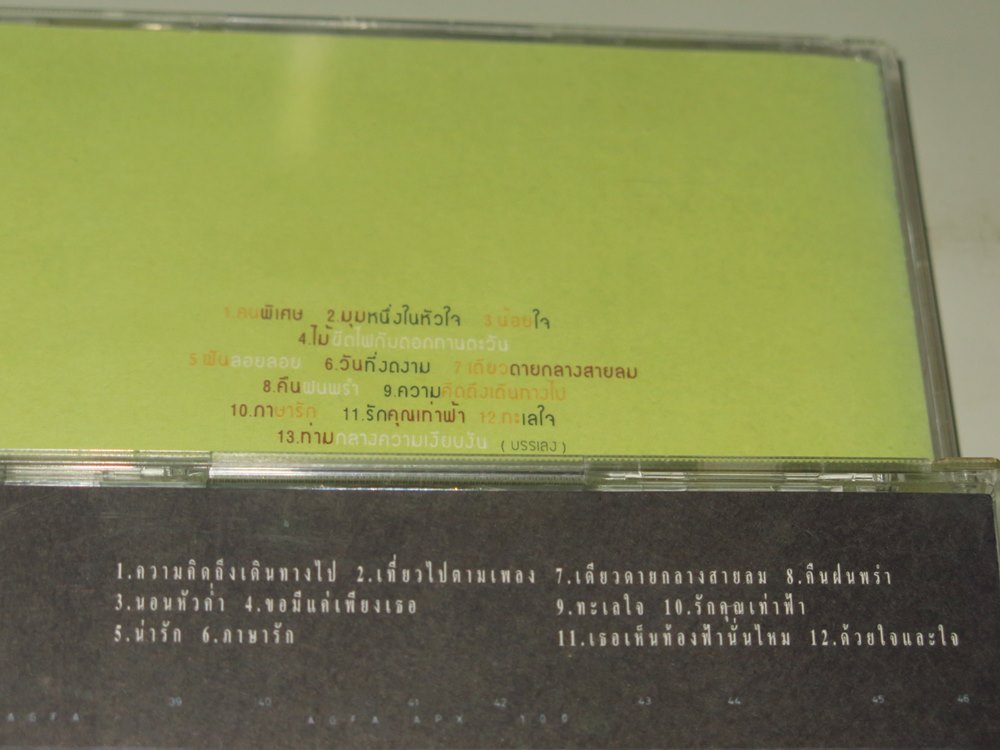 1.คนพิเศษ 2.มุมหนึ่งในหัวใจ 3.น้อยใจ
4.ไม้ขีดไฟกับดอกทานตะวัน
5.ฝันลอยลอย 6.วันที่งดงาม 7.เดียวดายกลางสายลม
8.คืนฝนพรำ 9.ความคิดถึงเดินทางไป
10.ภาษารัก 11.รักคุณเท่าฟ้า 12.ทะเลใจ
13.ท่ามกลางความเงียบงัน (บรรเลง)
1.ความคิดถึงเดินทางไป 2.เที่ยวไปตามเพลง 7.เดียวดายกลางสายลม 8.คืนฝนพรำ
3.นอนหัวค่ำ 4.ขอมีแค่เพียงเธอ 9.ทะเลใจ 10.รักคุณเท่าฟ้า
5.น่ารัก 6.ภาษารัก 11.เธอเห็นท้องฟ้านั่นไหม 12.ด้วยใจและใจ
39 40 41 42 43 44 45 46
AGFA AGFA APX 100